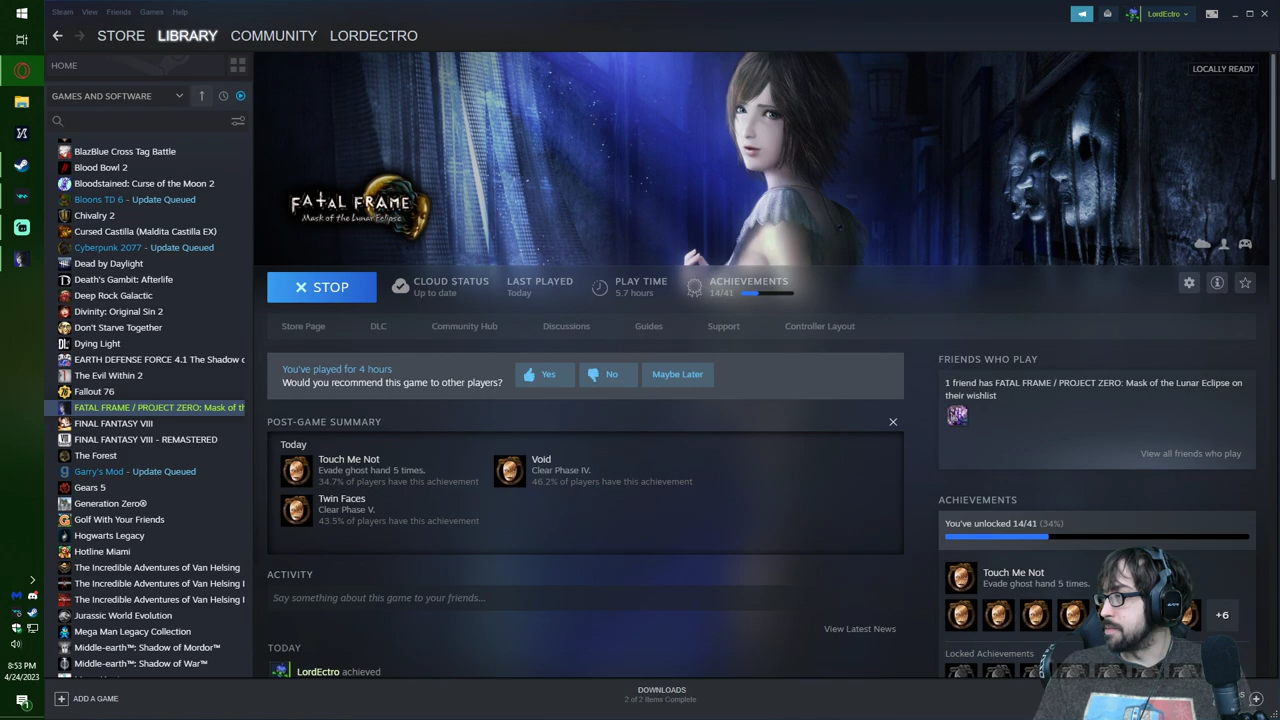 Steam View Friends Games Help
LordEctro
STORE LIBRARY COMMUNITY LORDECTRO
HOME
LOCALLY READY
GAMES AND SOFTWARE
BlazBlue Cross Tag Battle
Blood Bowl 2
Bloodstained: Curse of the Moon 2
Bloons TD 6 - Update Queued
Chivalry 2
Cursed Castilla (Maldita Castilla EX)
Cyberpunk 2077 - Update Queued
Dead by Daylight
Death's Gambit: Afterlife
Deep Rock Galactic
Divinity: Original Sin 2
Don't Starve Together
Dying Light
EARTH DEFENSE FORCE 4.1 The Shadow o
The Evil Within 2
Fallout 76
FATAL FRAME / PROJECT ZERO: Mask of th
FINAL FANTASY VIII
FINAL FANTASY VIII - REMASTERED
The Forest
Garry's Mod - Update Queued
Gears 5
Generation Zero®
Golf With Your Friends
Hogwarts Legacy
Hotline Miami
The Incredible Adventures of Van Helsing
The Incredible Adventures of Van Helsing I
The Incredible Adventures of Van Helsing I
Jurassic World Evolution
Mega Man Legacy Collection
Middle-earth™: Shadow of Mordor™
Middle-earth™: Shadow of War™
8:53 PM
4/24/2023
FATAL FRAME
Mask of the Lunar Eclipse
STOP
CLOUD STATUS
Up to date
LAST PLAYED
Today
PLAY TIME
5.7 hours
ACHIEVEMENTS
14/41
Store Page DLC Community Hub Discussions Guides Support Controller Layout
You've played for 4 hours
Would you recommend this game to other players?
Yes No Maybe Later
POST-GAME SUMMARY
Today
Touch Me Not
Evade ghost hand 5 times.
34.7% of players have this achievement
Void
Clear Phase IV.
46.2% of players have this achievement
Twin Faces
Clear Phase V.
43.5% of players have this achievement
ACTIVITY
Say something about this game to your friends...
View Latest News
TODAY
LordEctro achieved
FRIENDS WHO PLAY
1 friend has FATAL FRAME / PROJECT ZERO: Mask of the Lunar Eclipse on
their wishlist
View all friends who play
ACHIEVEMENTS
You've unlocked 14/41 (34%)
Touch Me Not
Evade ghost hand 5 times.
+6
Locked Achievements
ADD A GAME
DOWNLOADS
2 of 2 Items Complete